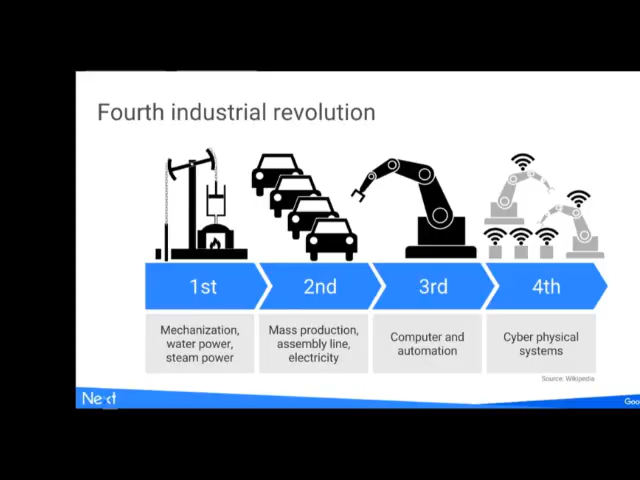 Fourth industrial revolution
1st
2nd
3rd
4th
Mechanization,
water power,
steam power
Mass production,
assembly line,
electricity
Computer and
automation
Cyber physical
systems
Source: Wikipedia
Next
Goo